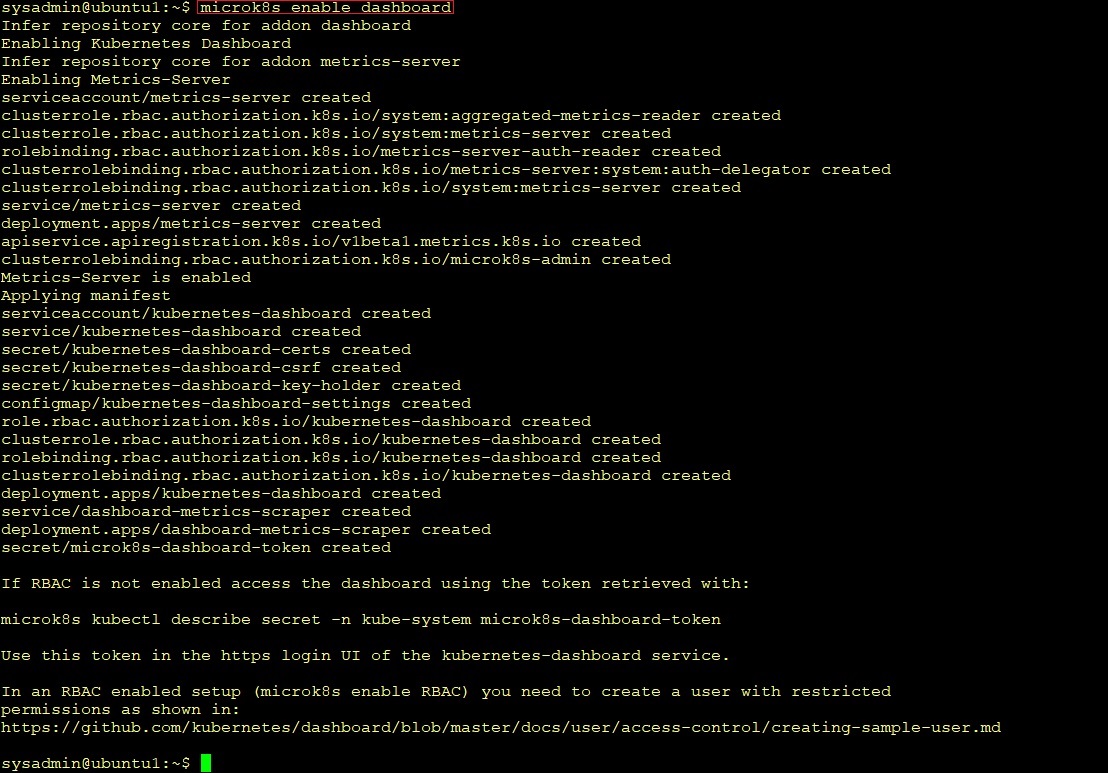 sysadmin@ubuntu1:~$ microk8s enable dashboard
Infer repository core for addon dashboard
Enabling Kubernetes Dashboard
Infer repository core for addon metrics-server
Enabling Metrics-Server
serviceaccount/metrics-server created
clusterrole.rbac.authorization.k8s.io/system:aggregated-metrics-reader created
clusterrole.rbac.authorization.k8s.io/system:metrics-server created
rolebinding.rbac.authorization.k8s.io/metrics-server-auth-reader created
clusterrolebinding.rbac.authorization.k8s.io/metrics-server:system:auth-delegator created
clusterrolebinding.rbac.authorization.k8s.io/system:metrics-server created
service/metrics-server created
deployment.apps/metrics-server created
apiservice.apiregistration.k8s.io/v1beta1.metrics.k8s.io created
clusterrolebinding.rbac.authorization.k8s.io/microk8s-admin created
Metrics-Server is enabled
Applying manifest
serviceaccount/kubernetes-dashboard created
service/kubernetes-dashboard created
secret/kubernetes-dashboard-certs created
secret/kubernetes-dashboard-csrf created
secret/kubernetes-dashboard-key-holder created
configmap/kubernetes-dashboard-settings created
role.rbac.authorization.k8s.io/kubernetes-dashboard created
clusterrole.rbac.authorization.k8s.io/kubernetes-dashboard created
rolebinding.rbac.authorization.k8s.io/kubernetes-dashboard created
clusterrolebinding.rbac.authorization.k8s.io/kubernetes-dashboard created
deployment.apps/kubernetes-dashboard created
service/dashboard-metrics-scraper created
deployment.apps/dashboard-metrics-scraper created
secret/microk8s-dashboard-token created

If RBAC is not enabled access the dashboard using the token retrieved with:

microk8s kubectl describe secret -n kube-system microk8s-dashboard-token

Use this token in the https login UI of the kubernetes-dashboard service.

In an RBAC enabled setup (microk8s enable RBAC) you need to create a user with restricted
permissions as shown in:
https://github.com/kubernetes/dashboard/blob/master/docs/user/access-control/creating-sample-user.md

sysadmin@ubuntu1:~$